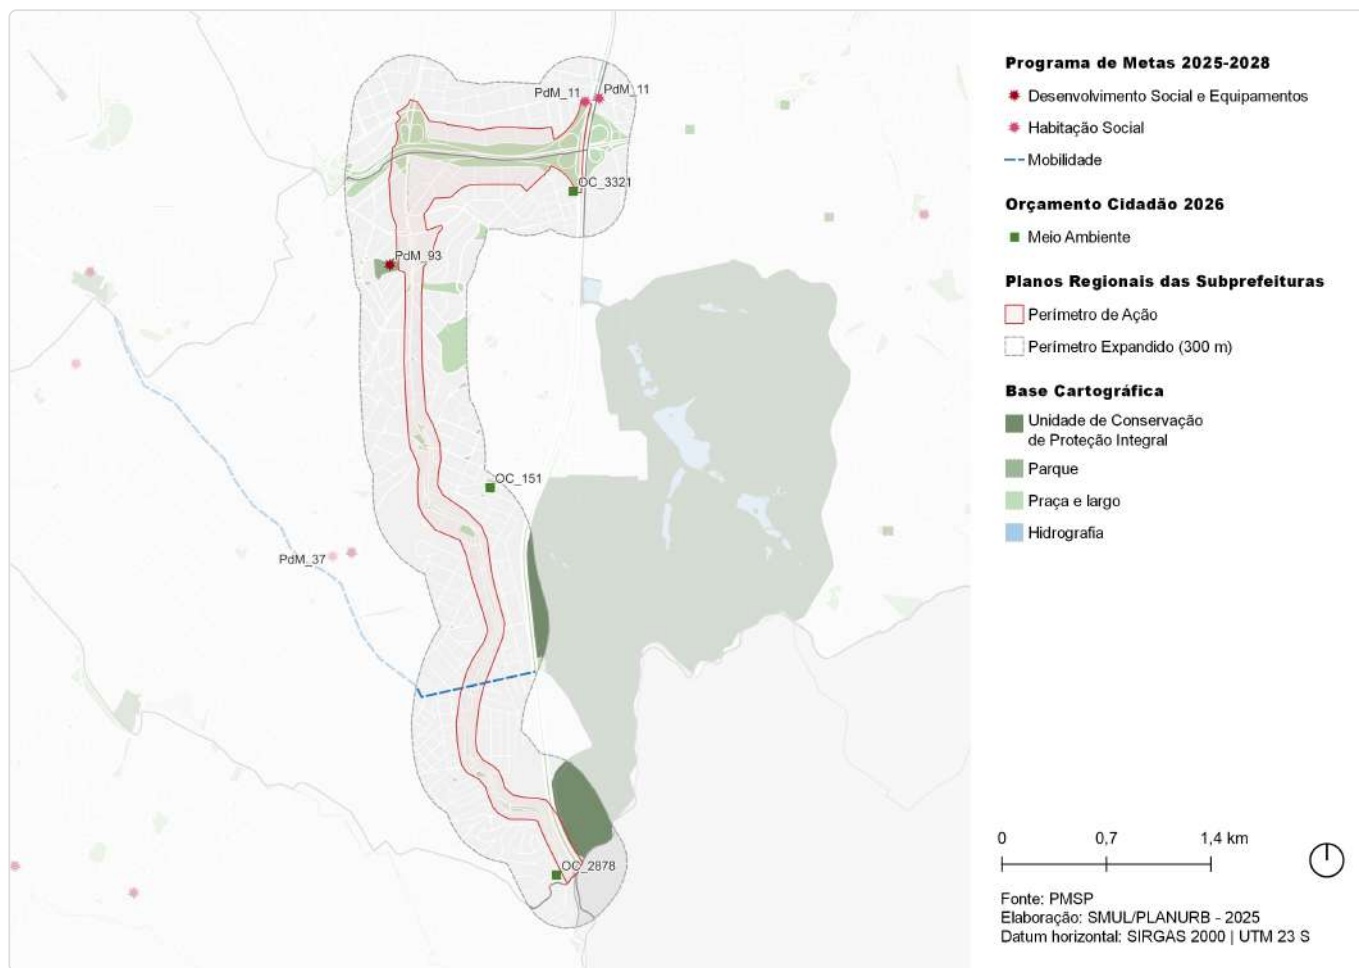 PdM_11
PdM_11
OC_3321
PdM_93
OC_151
PdM_37
OC_2878
Programa de Metas 2025-2028
Desenvolvimento Social e Equipamentos
Habitação Social
Mobilidade
Orçamento Cidadão 2026
Meio Ambiente
Planos Regionais das Subprefeituras
Perímetro de Ação
Perímetro Expandido (300 m)
Base Cartográfica
Unidade de Conservação
de Proteção Integral
Parque
Praça e largo
Hidrografia
0 0,7 1,4 km
Fonte: PMSP
Elaboração: SMUL/PLANURB - 2025
Datum horizontal: SIRGAS 2000 | UTM 23 S